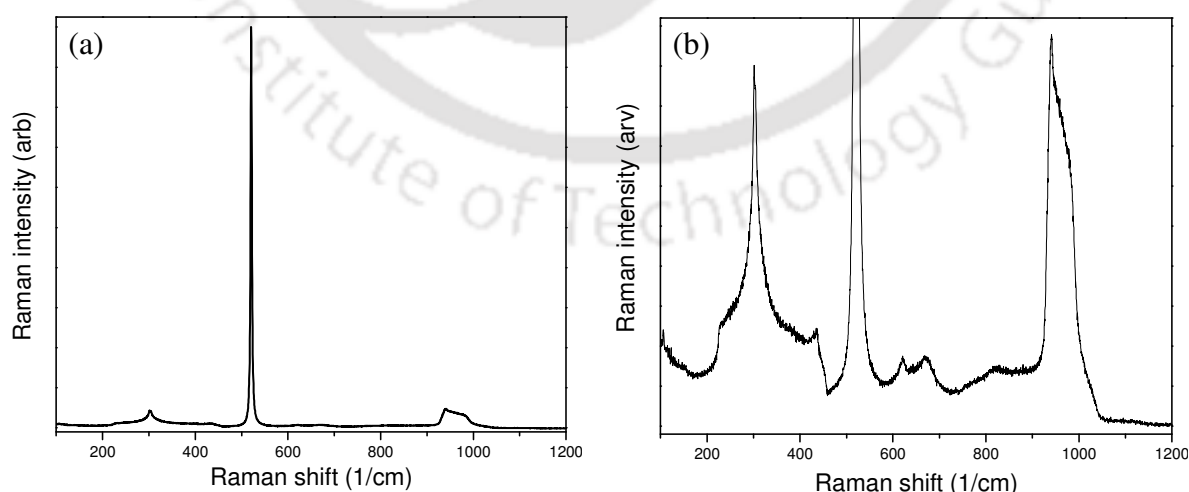 (a)
Raman intensity (arb)
200 400 600 800 1000 1200
Raman shift (1/cm)
(b)
Raman intensity (arv)
200 400 600 800 1000 1200
Raman shift (1/cm)
stitute of Technology Gu